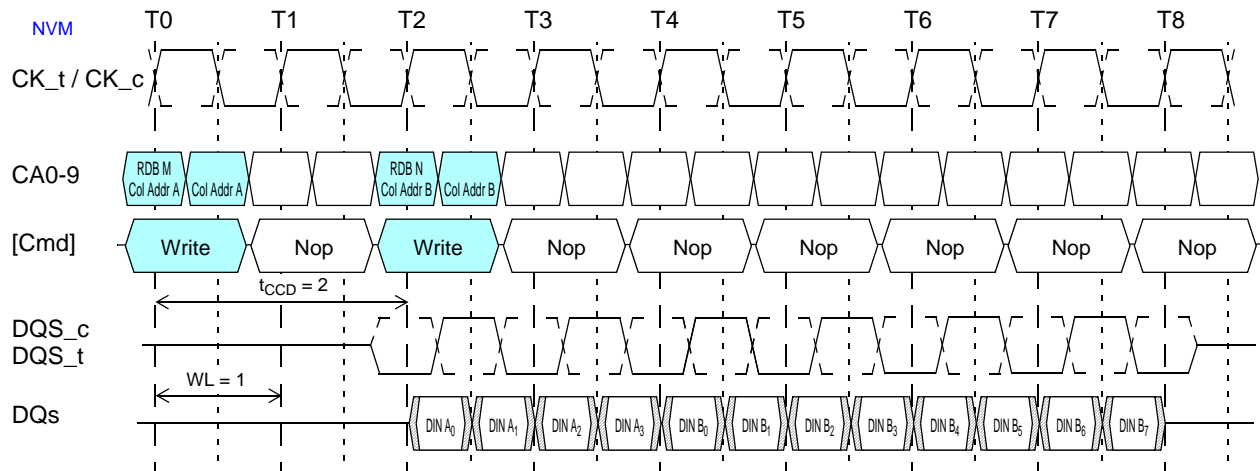 NVM
T0 T1 T2 T3 T4 T5 T6 T7 T8
CK_t / CK_c
CA0-9
RDB M
Col Addr A
Col Addr A
RDB N
Col Addr B
Col Addr B
[Cmd]
Write Nop Write Nop Nop Nop Nop Nop Nop
tCCD = 2
DQS_c
DQS_t
WL = 1
DQs
DIN A0 DIN A1 DIN A2 DIN A3 DIN B0 DIN B1 DIN B2 DIN B3 DIN B4 DIN B5 DIN B6 DIN B7